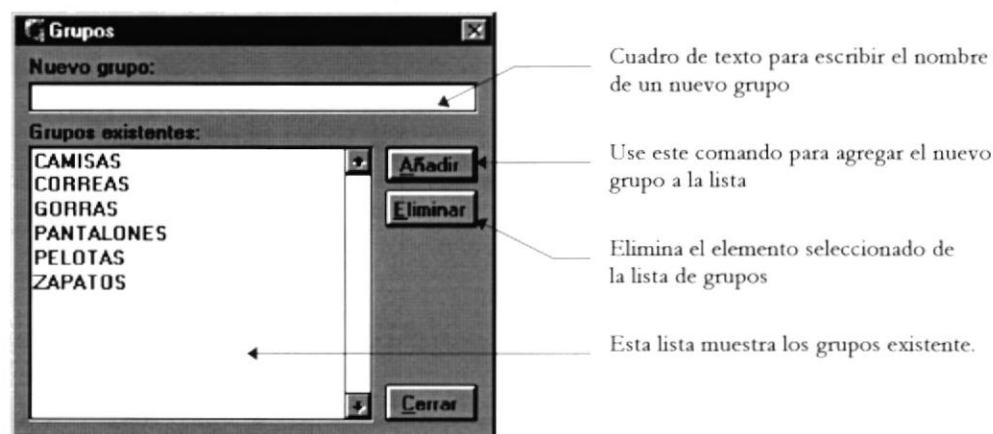 Grupos
Nuevo grupo:
Grupos existentes:
CAMISAS
CORREAS
GORRAS
PANTALONES
PELOTAS
ZAPATOS
Añadir
Eliminar
Cerrar
Cuadro de texto para escribir el nombre
de un nuevo grupo
Use este comando para agregar el nuevo
grupo a la lista
Elimina el elemento seleccionado de
la lista de grupos
Esta lista muestra los grupos existente.